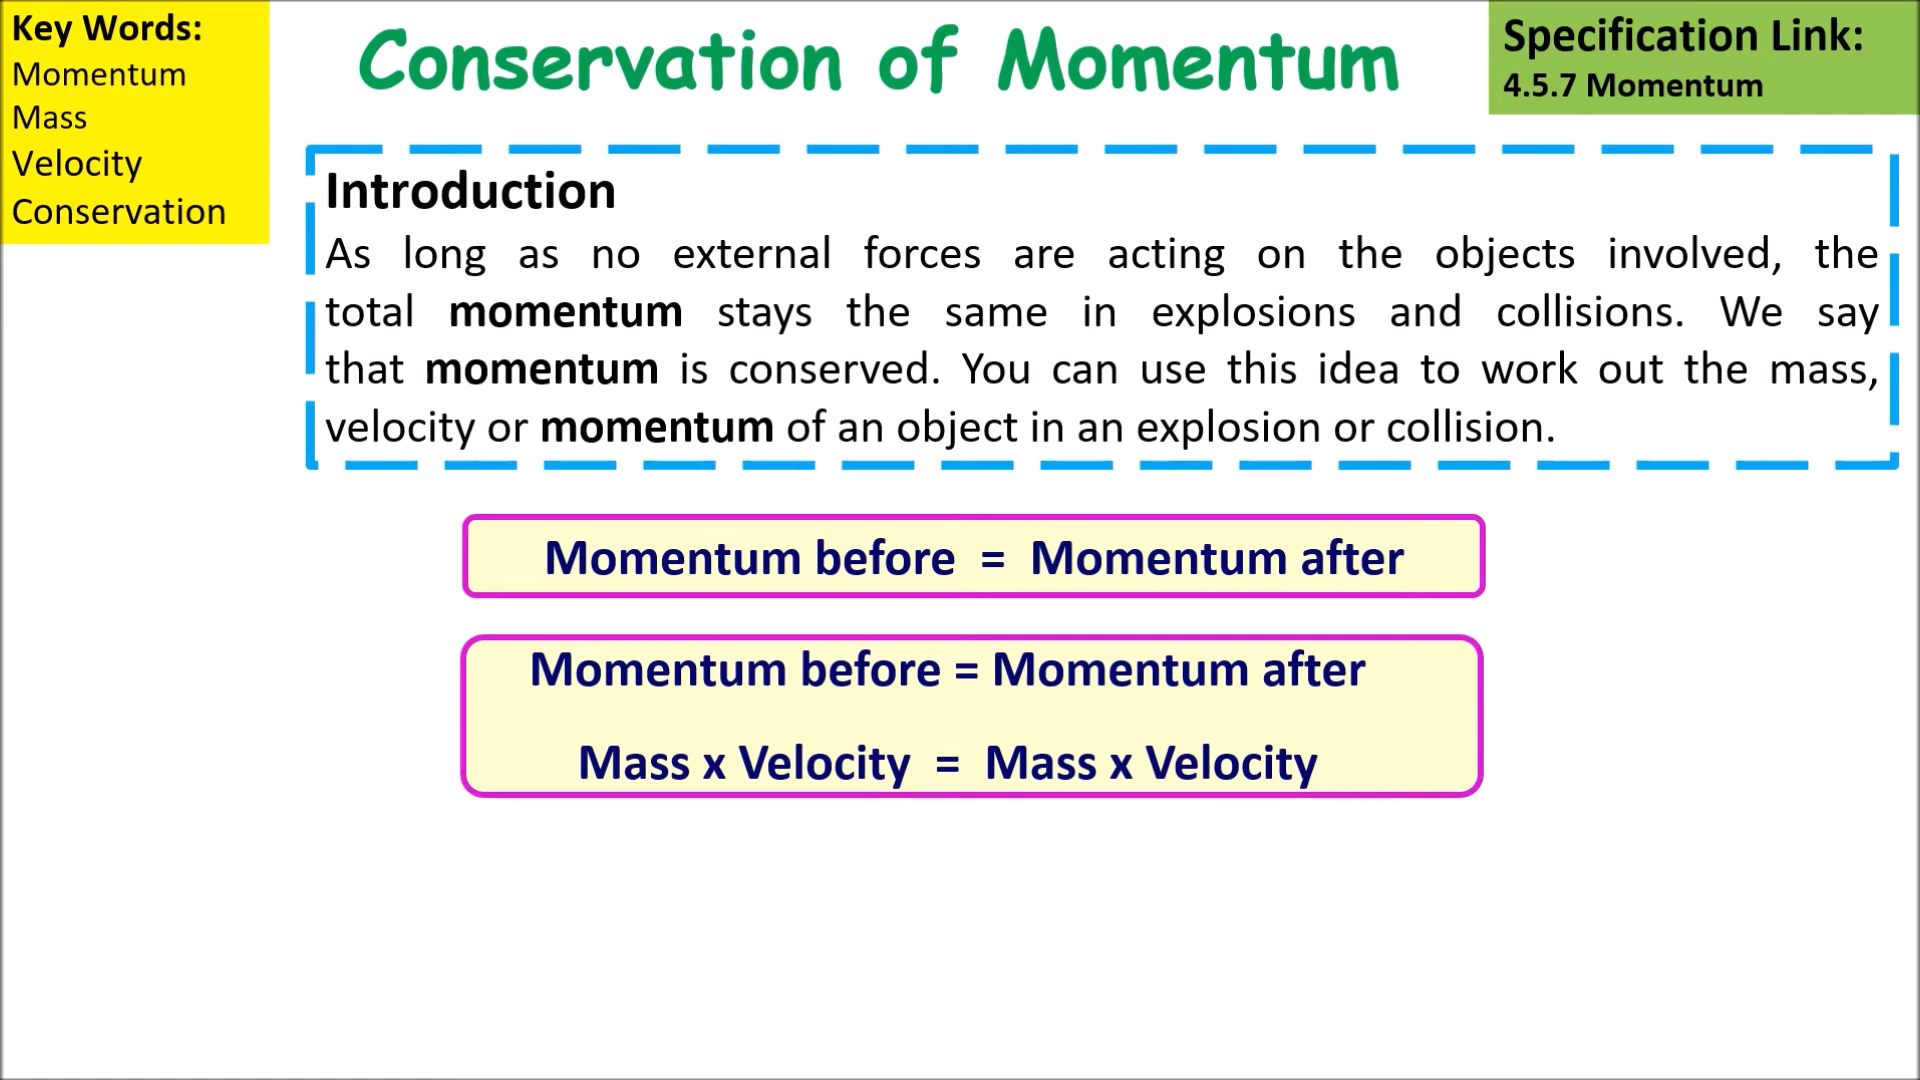 Key Words:
Momentum
Mass
Velocity
Conservation
Conservation of Momentum
Specification Link:
4.5.7 Momentum
Introduction
As long as no external forces are acting on the objects involved, the
total momentum stays the same in explosions and collisions. We say
that momentum is conserved. You can use this idea to work out the mass,
velocity or momentum of an object in an explosion or collision.
Momentum before = Momentum after
Momentum before = Momentum after
Mass x Velocity = Mass x Velocity